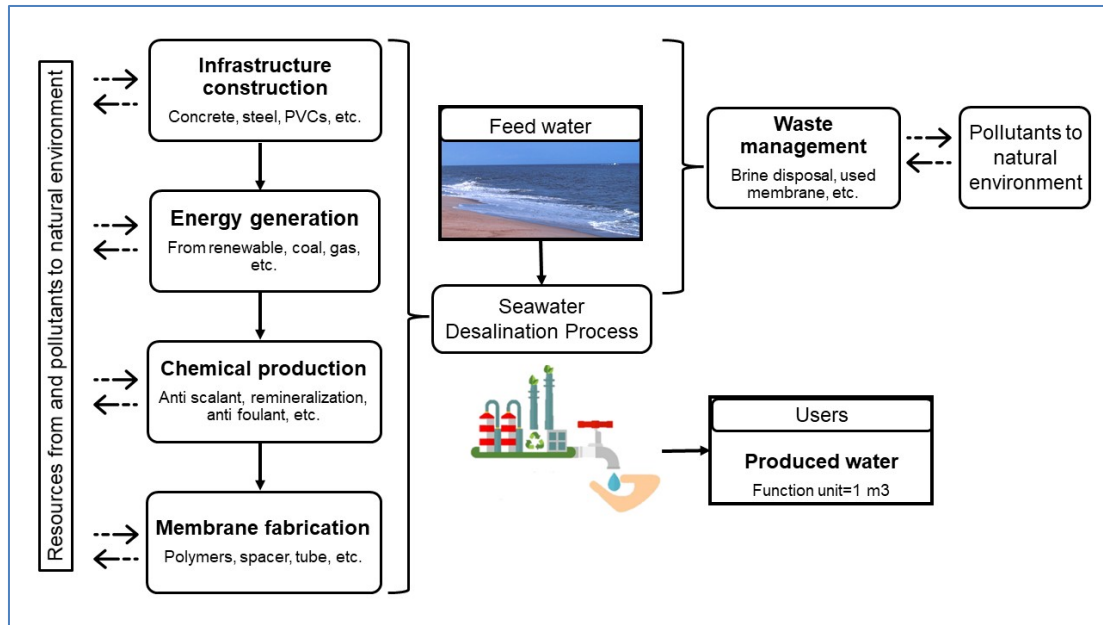 Resources from and pollutants to natural environment
Infrastructure
construction
Concrete, steel, PVCs, etc.
Energy generation
From renewable, coal, gas,
etc.
Chemical production
Anti scalant, remineralization,
anti foulant, etc.
Membrane fabrication
Polymers, spacer, tube, etc.
Feed water
Seawater
Desalination Process
Waste
management
Brine disposal, used
membrane, etc.
Pollutants to
natural
environment
Users
Produced water
Function unit=1 m3